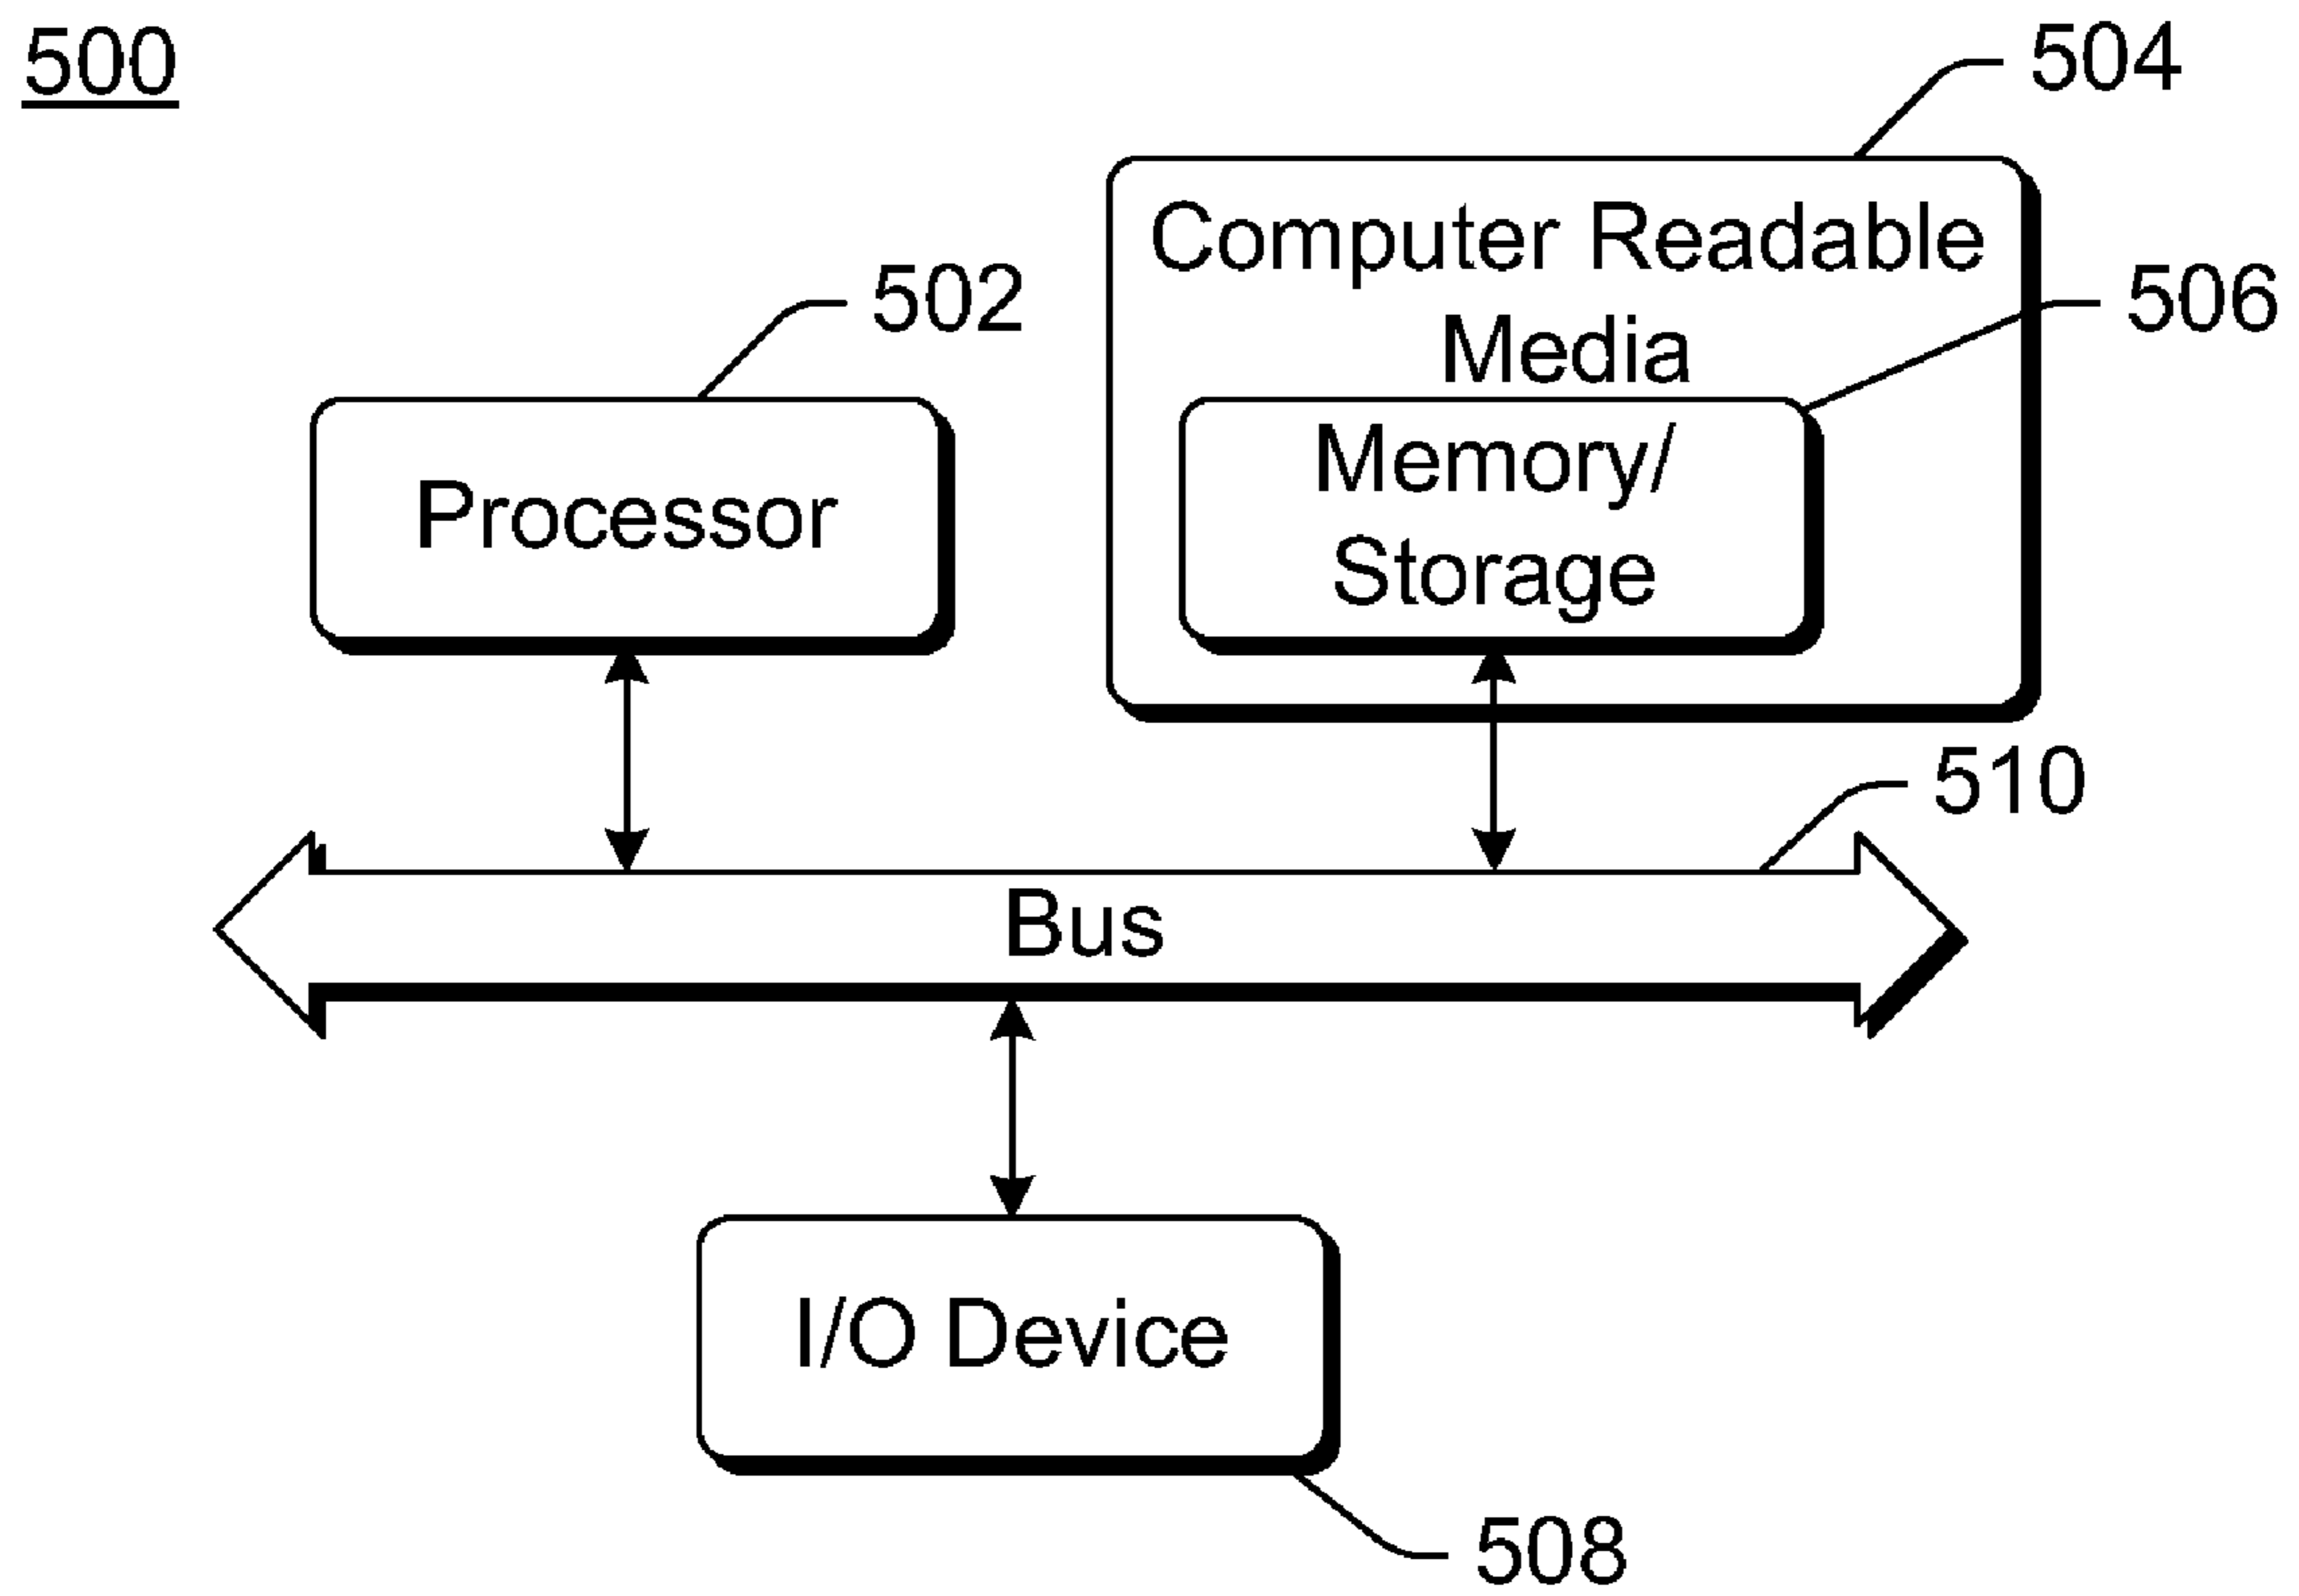 500
504
Computer Readable
502
506
Media
Memory/
Processor
Storage
510
Bus
I/O Device
508